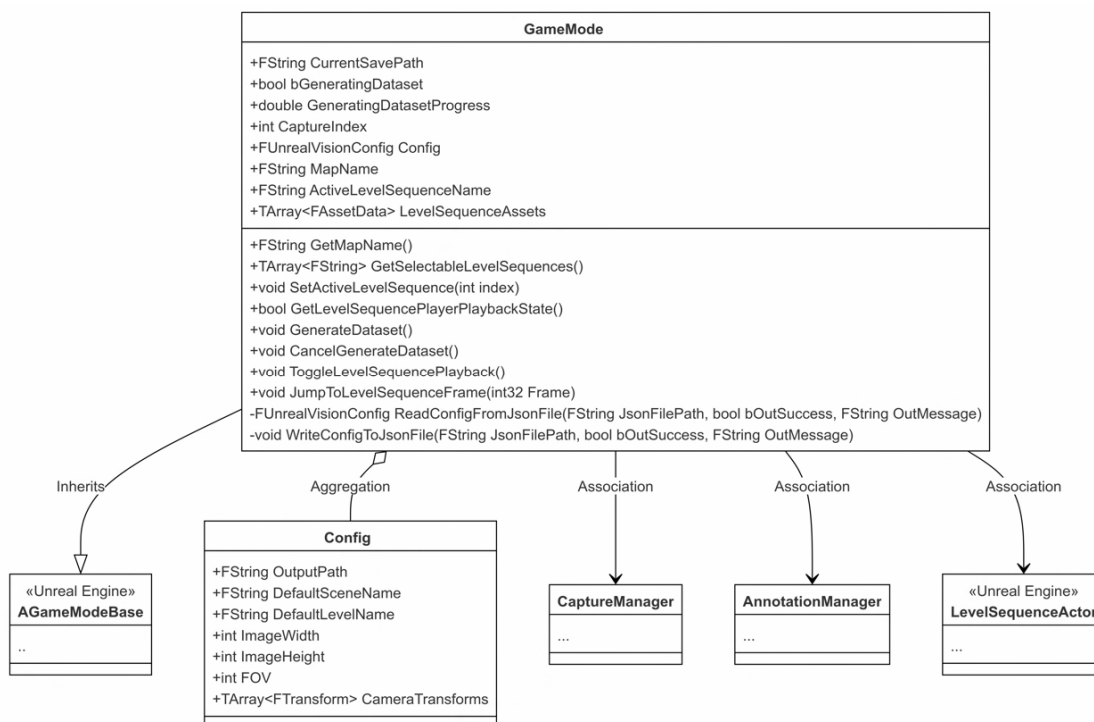 GameMode
+FString CurrentSavePath
+bool bGeneratingDataset
+double GeneratingDatasetProgress
+int CaptureIndex
+FUnrealVisionConfig Config
+FString MapName
+FString ActiveLevelSequenceName
+TArray<FAssetData> LevelSequenceAssets
+FString GetMapName()
+TArray<FString> GetSelectableLevelSequences()
+void SetActiveLevelSequence(int index)
+bool GetLevelSequencePlayerPlaybackState()
+void GenerateDataset()
+void CancelGenerateDataset()
+void ToggleLevelSequencePlayback()
+void JumpToLevelSequenceFrame(int32 Frame)
-FUnrealVisionConfig ReadConfigFromJsonFile(FString JsonFilePath, bool bOutSuccess, FString OutMessage)
-void WriteConfigToJsonFile(FString JsonFilePath, bool bOutSuccess, FString OutMessage)
Inherits
Aggregation
Association
Association
Association
«Unreal Engine»
AGameModeBase
..
Config
+FString OutputPath
+FString DefaultSceneName
+FString DefaultLevelName
+int ImageWidth
+int ImageHeight
+int FOV
+TArray<FTransform> CameraTransforms
CaptureManager
...
AnnotationManager
...
«Unreal Engine»
LevelSequenceActor
...